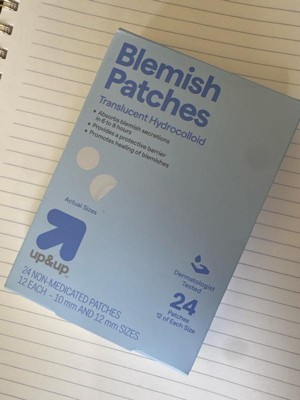 Blemish
Patches
Translucent Hydrocolloid
• Absorbs blemish secretions
in 6 to 8 hours
• Provides a protective barrier
• Promotes healing of blemishes
Actual Sizes
up&up
24 NON-MEDICATED PATCHES
12 EACH – 10 mm AND 12 mm SIZES
Dermatologist
Tested
24
Patches
12 of Each Size